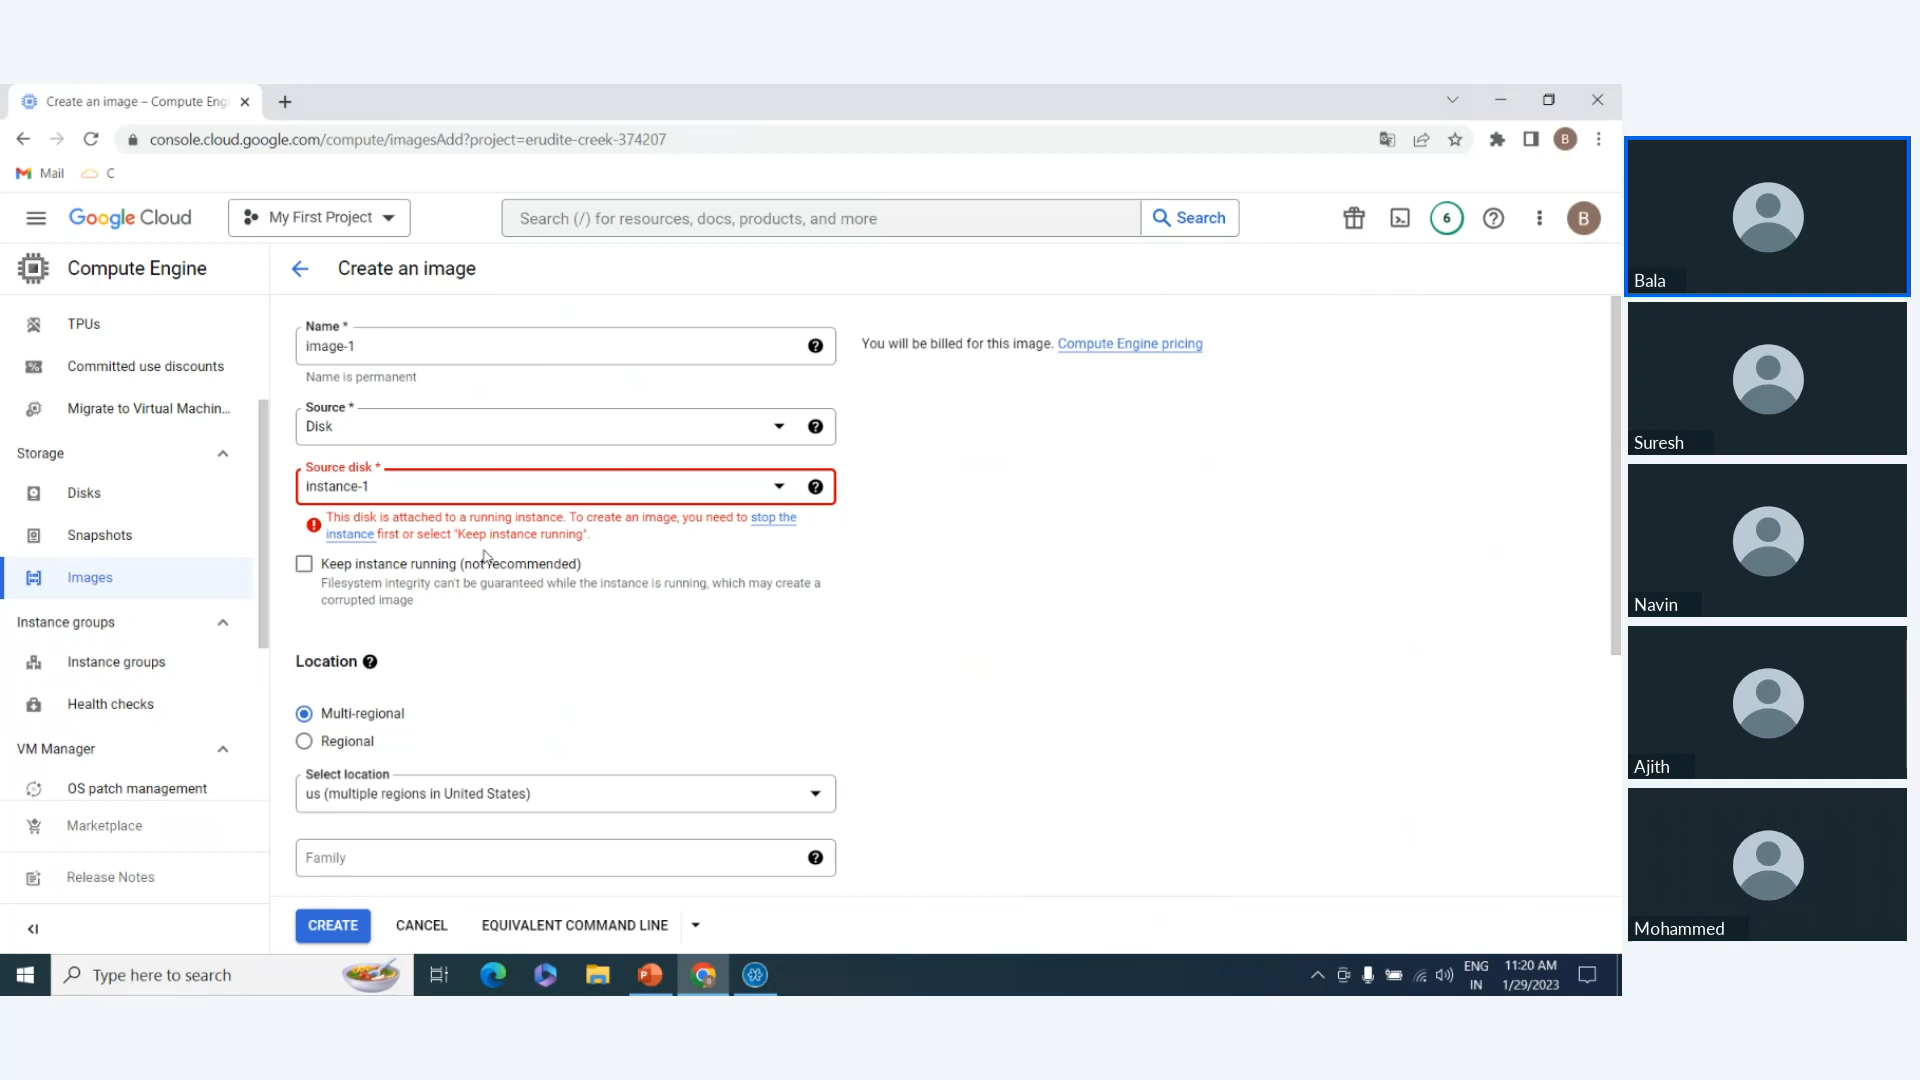 Create an image – Compute Eng
console.cloud.google.com/compute/imagesAdd?project=erudite-creek-374207
B
Mail
C
Google Cloud
My First Project
Search (/) for resources, docs, products, and more
Search
6
B
Compute Engine
Create an image
TPUs
Committed use discounts
Migrate to Virtual Machin...
Storage
Disks
Snapshots
Images
Instance groups
Instance groups
Health checks
VM Manager
OS patch management
Marketplace
Release Notes
Name *
image-1
Name is permanent
You will be billed for this image. Compute Engine pricing
Source *
Disk
Source disk *
instance-1
This disk is attached to a running instance. To create an image, you need to stop the
instance first or select "Keep instance running".
Keep instance running (not recommended)
Filesystem integrity can't be guaranteed while the instance is running, which may create a
corrupted image
Location
Multi-regional
Regional
Select location
us (multiple regions in United States)
Family
CREATE
CANCEL
EQUIVALENT COMMAND LINE
Type here to search
ENG
IN
11:20 AM
1/29/2023
Bala
Suresh
Navin
Ajith
Mohammed